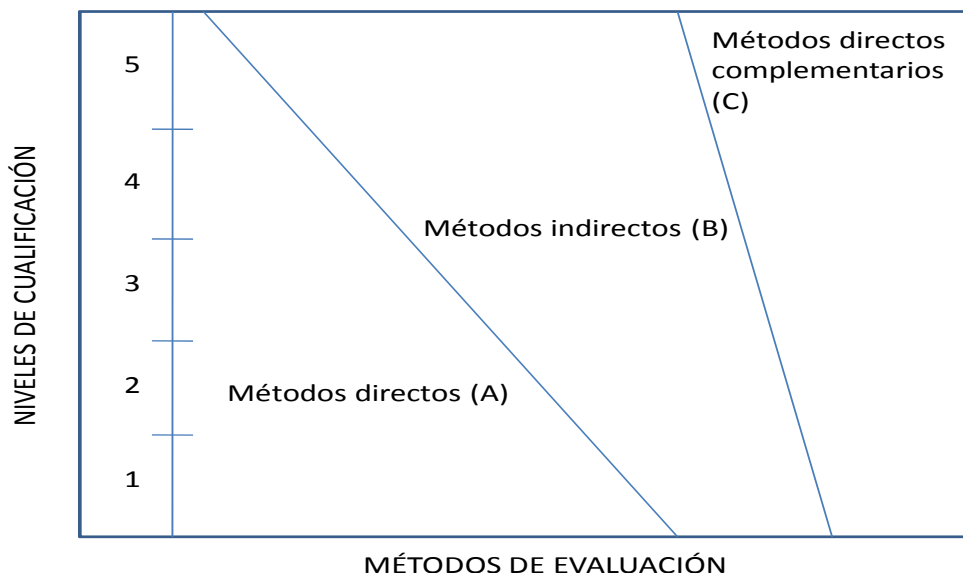 NIVELES DE CUALIFICACIÓN
5
4
3
2
1
Métodos directos
complementarios
(C)
Métodos indirectos (B)
Métodos directos (A)
MÉTODOS DE EVALUACIÓN